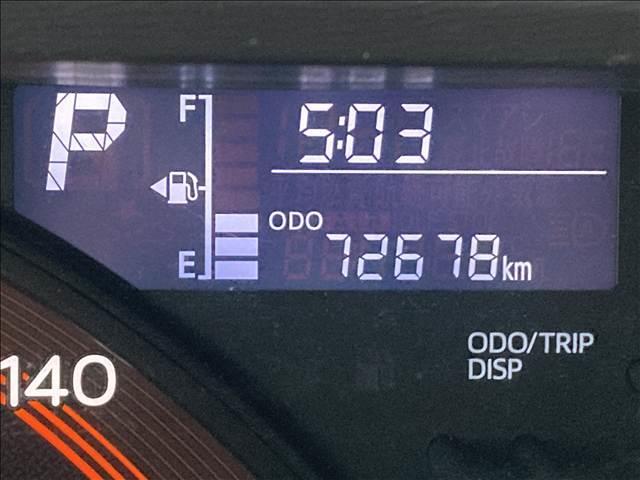 P
F
5:03
ODO
72678km
E
ODO/TRIP
DISP
140